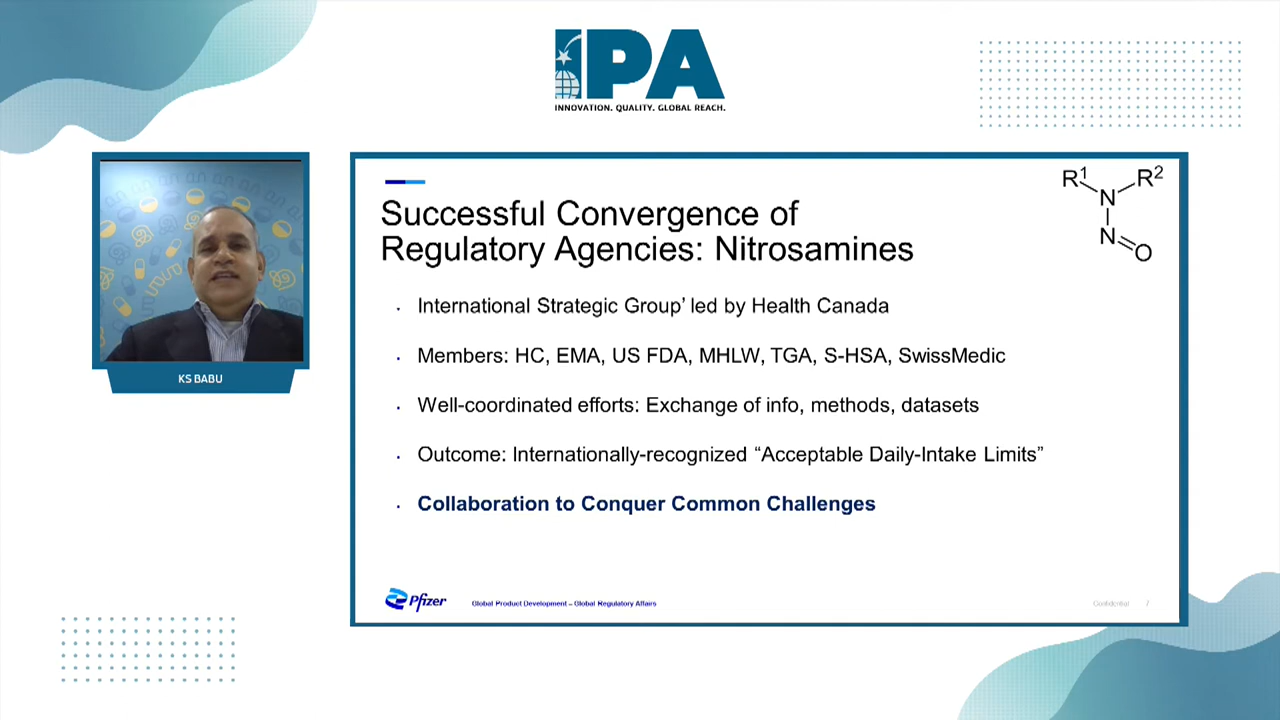 IPA
INNOVATION. QUALITY. GLOBAL REACH.
KS BABU
Successful Convergence of
Regulatory Agencies: Nitrosamines
R1 R2
N
N
O
· International Strategic Group’ led by Health Canada
· Members: HC, EMA, US FDA, MHLW, TGA, S-HSA, SwissMedic
· Well-coordinated efforts: Exchange of info, methods, datasets
· Outcome: Internationally-recognized “Acceptable Daily-Intake Limits”
· Collaboration to Conquer Common Challenges
Pfizer
Global Product Development – Global Regulatory Affairs
Confidential 7